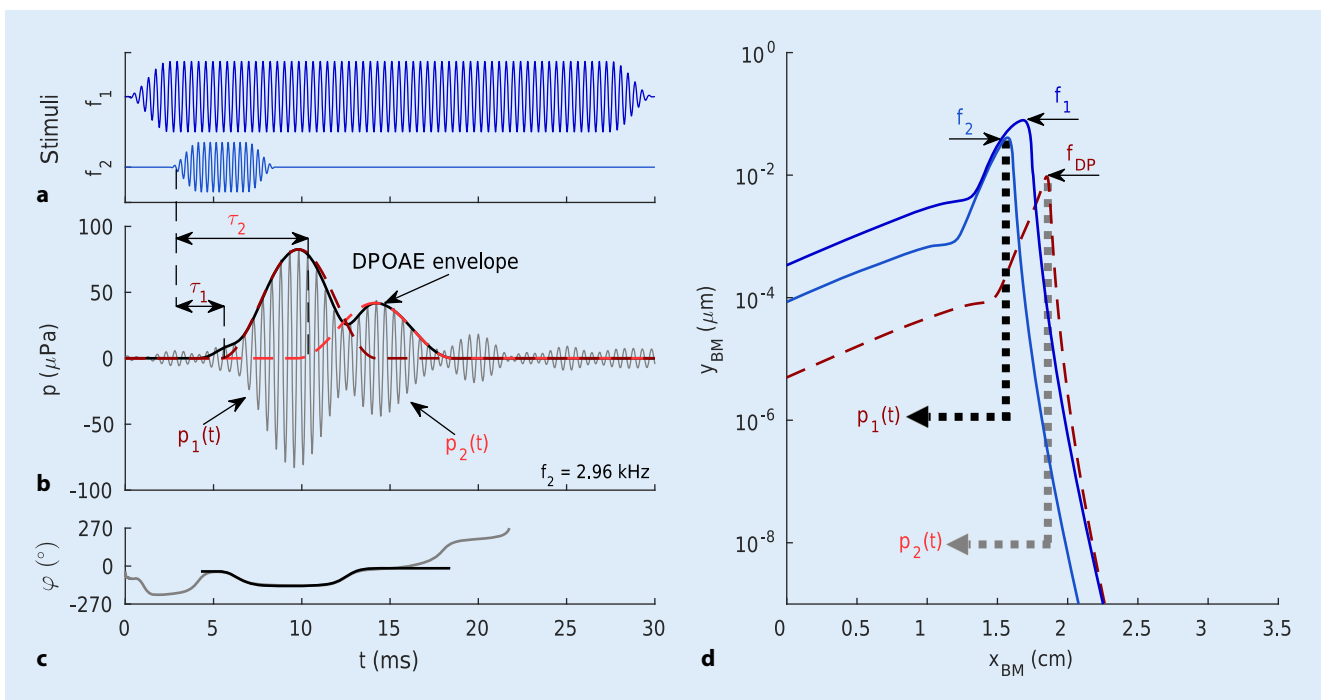 Stimuli
f1
f2
a
100
50
0
-50
-100
p (μPa)
τ2
τ1
DPOAE envelope
p1(t)
p2(t)
f2 = 2.96 kHz
b
270
0
-270
φ (°)
0 5 10 15 20 25 30
t (ms)
c
10^0
10^-2
10^-4
10^-6
10^-8
yBM (μm)
f1
f2
fDP
p1(t)
p2(t)
0 0.5 1 1.5 2 2.5 3 3.5
xBM (cm)
d